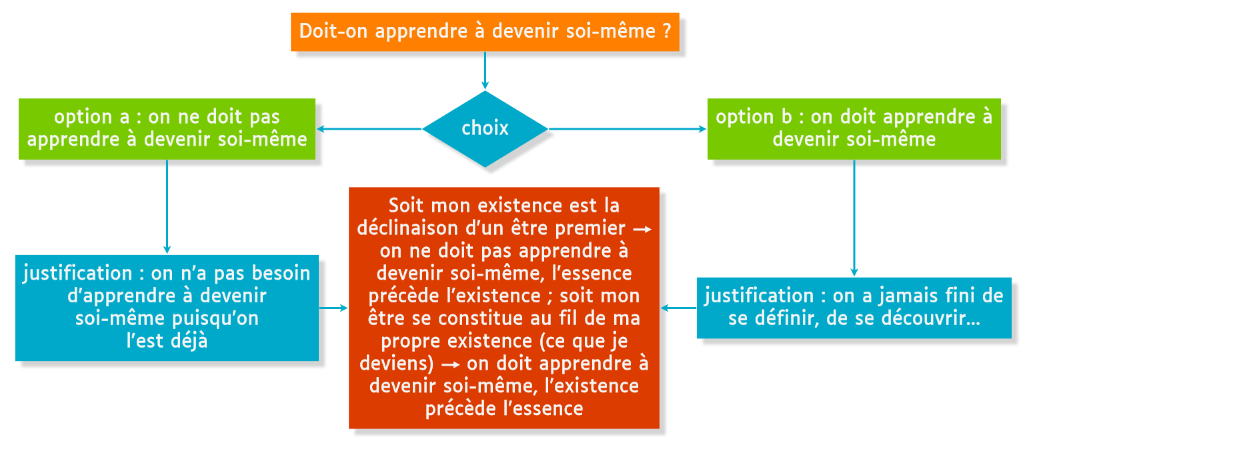 Doit-on apprendre à devenir soi-même ?
choix
option a : on ne doit pas
apprendre à devenir soi-même
option b : on doit apprendre à
devenir soi-même
justification : on n'a pas besoin
d'apprendre à devenir
soi-même puisqu'on
l'est déjà
Soit mon existence est la
déclinaison d'un être premier →
on ne doit pas apprendre à
devenir soi-même, l'essence
précède l'existence ; soit mon
être se constitue au fil de ma
propre existence (ce que je
deviens) → on doit apprendre à
devenir soi-même, l'existence
précède l'essence
justification : on a jamais fini de
se définir, de se découvrir...